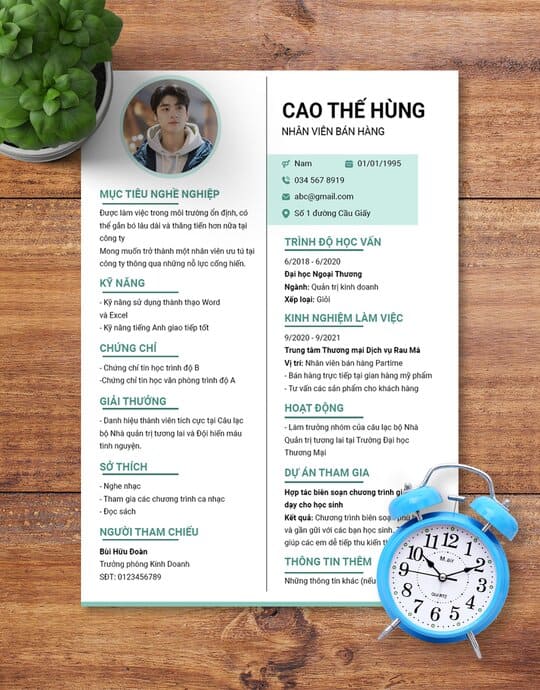 MỤC TIÊU NGHỀ NGHIỆP
Được làm việc trong môi trường ổn định, có
thể gắn bó lâu dài và thăng tiến hơn nữa tại
công ty
Mong muốn trở thành một nhân viên ưu tú tại
công ty thông qua những nỗ lực cống hiến.
KỸ NĂNG
- Kỹ năng sử dụng thành thạo Word
và Excel
- Kỹ năng tiếng Anh giao tiếp tốt
CHỨNG CHỈ
- Chứng chỉ tin học trình độ B
-Chứng chỉ tin học văn phòng trình độ A
GIẢI THƯỞNG
- Danh hiệu thành viên tích cực tại Câu lạc
bộ Nhà quản trị tương lai và Đội hiến máu
tình nguyện.
SỞ THÍCH
- Nghe nhạc
- Tham gia các chương trình ca nhạc
- Đọc sách
NGƯỜI THAM CHIẾU
Bùi Hữu Đoàn
Trưởng phòng Kinh Doanh
SĐT: 0123456789
CAO THẾ HÙNG
NHÂN VIÊN BÁN HÀNG
Nam 01/01/1995
034 567 8919
abc@gmail.com
Số 1 đường Cầu Giấy
TRÌNH ĐỘ HỌC VẤN
6/2018 - 6/2020
Đại học Ngoại Thương
Ngành: Quản trị kinh doanh
Xếp loại: Giỏi
KINH NGHIỆM LÀM VIỆC
9/2020 - 9/2021
Trung tâm Thương mại Dịch vụ Rau Má
Vị trí: Nhân viên bán hàng Partime
- Bán hàng trực tiếp tại gian hàng mỹ phẩm
- Tư vấn các sản phẩm cho khách hàng
HOẠT ĐỘNG
- Làm trưởng nhóm của câu lạc bộ Nhà
Quản trị tương lai tại Trường Đại học
Thương Mại
DỰ ÁN THAM GIA
Hợp tác biên soạn chương trình
dạy cho học sinh
Kết quả: Chương trình biên soạn
và gần gũi với các bạn học sinh.
giúp các em dễ tiếp thu kiến
THÔNG TIN THÊM
Những thông tin khác (nếu
12
1
2
3
4
5
6
7
8
9
10
11
QUARTZ